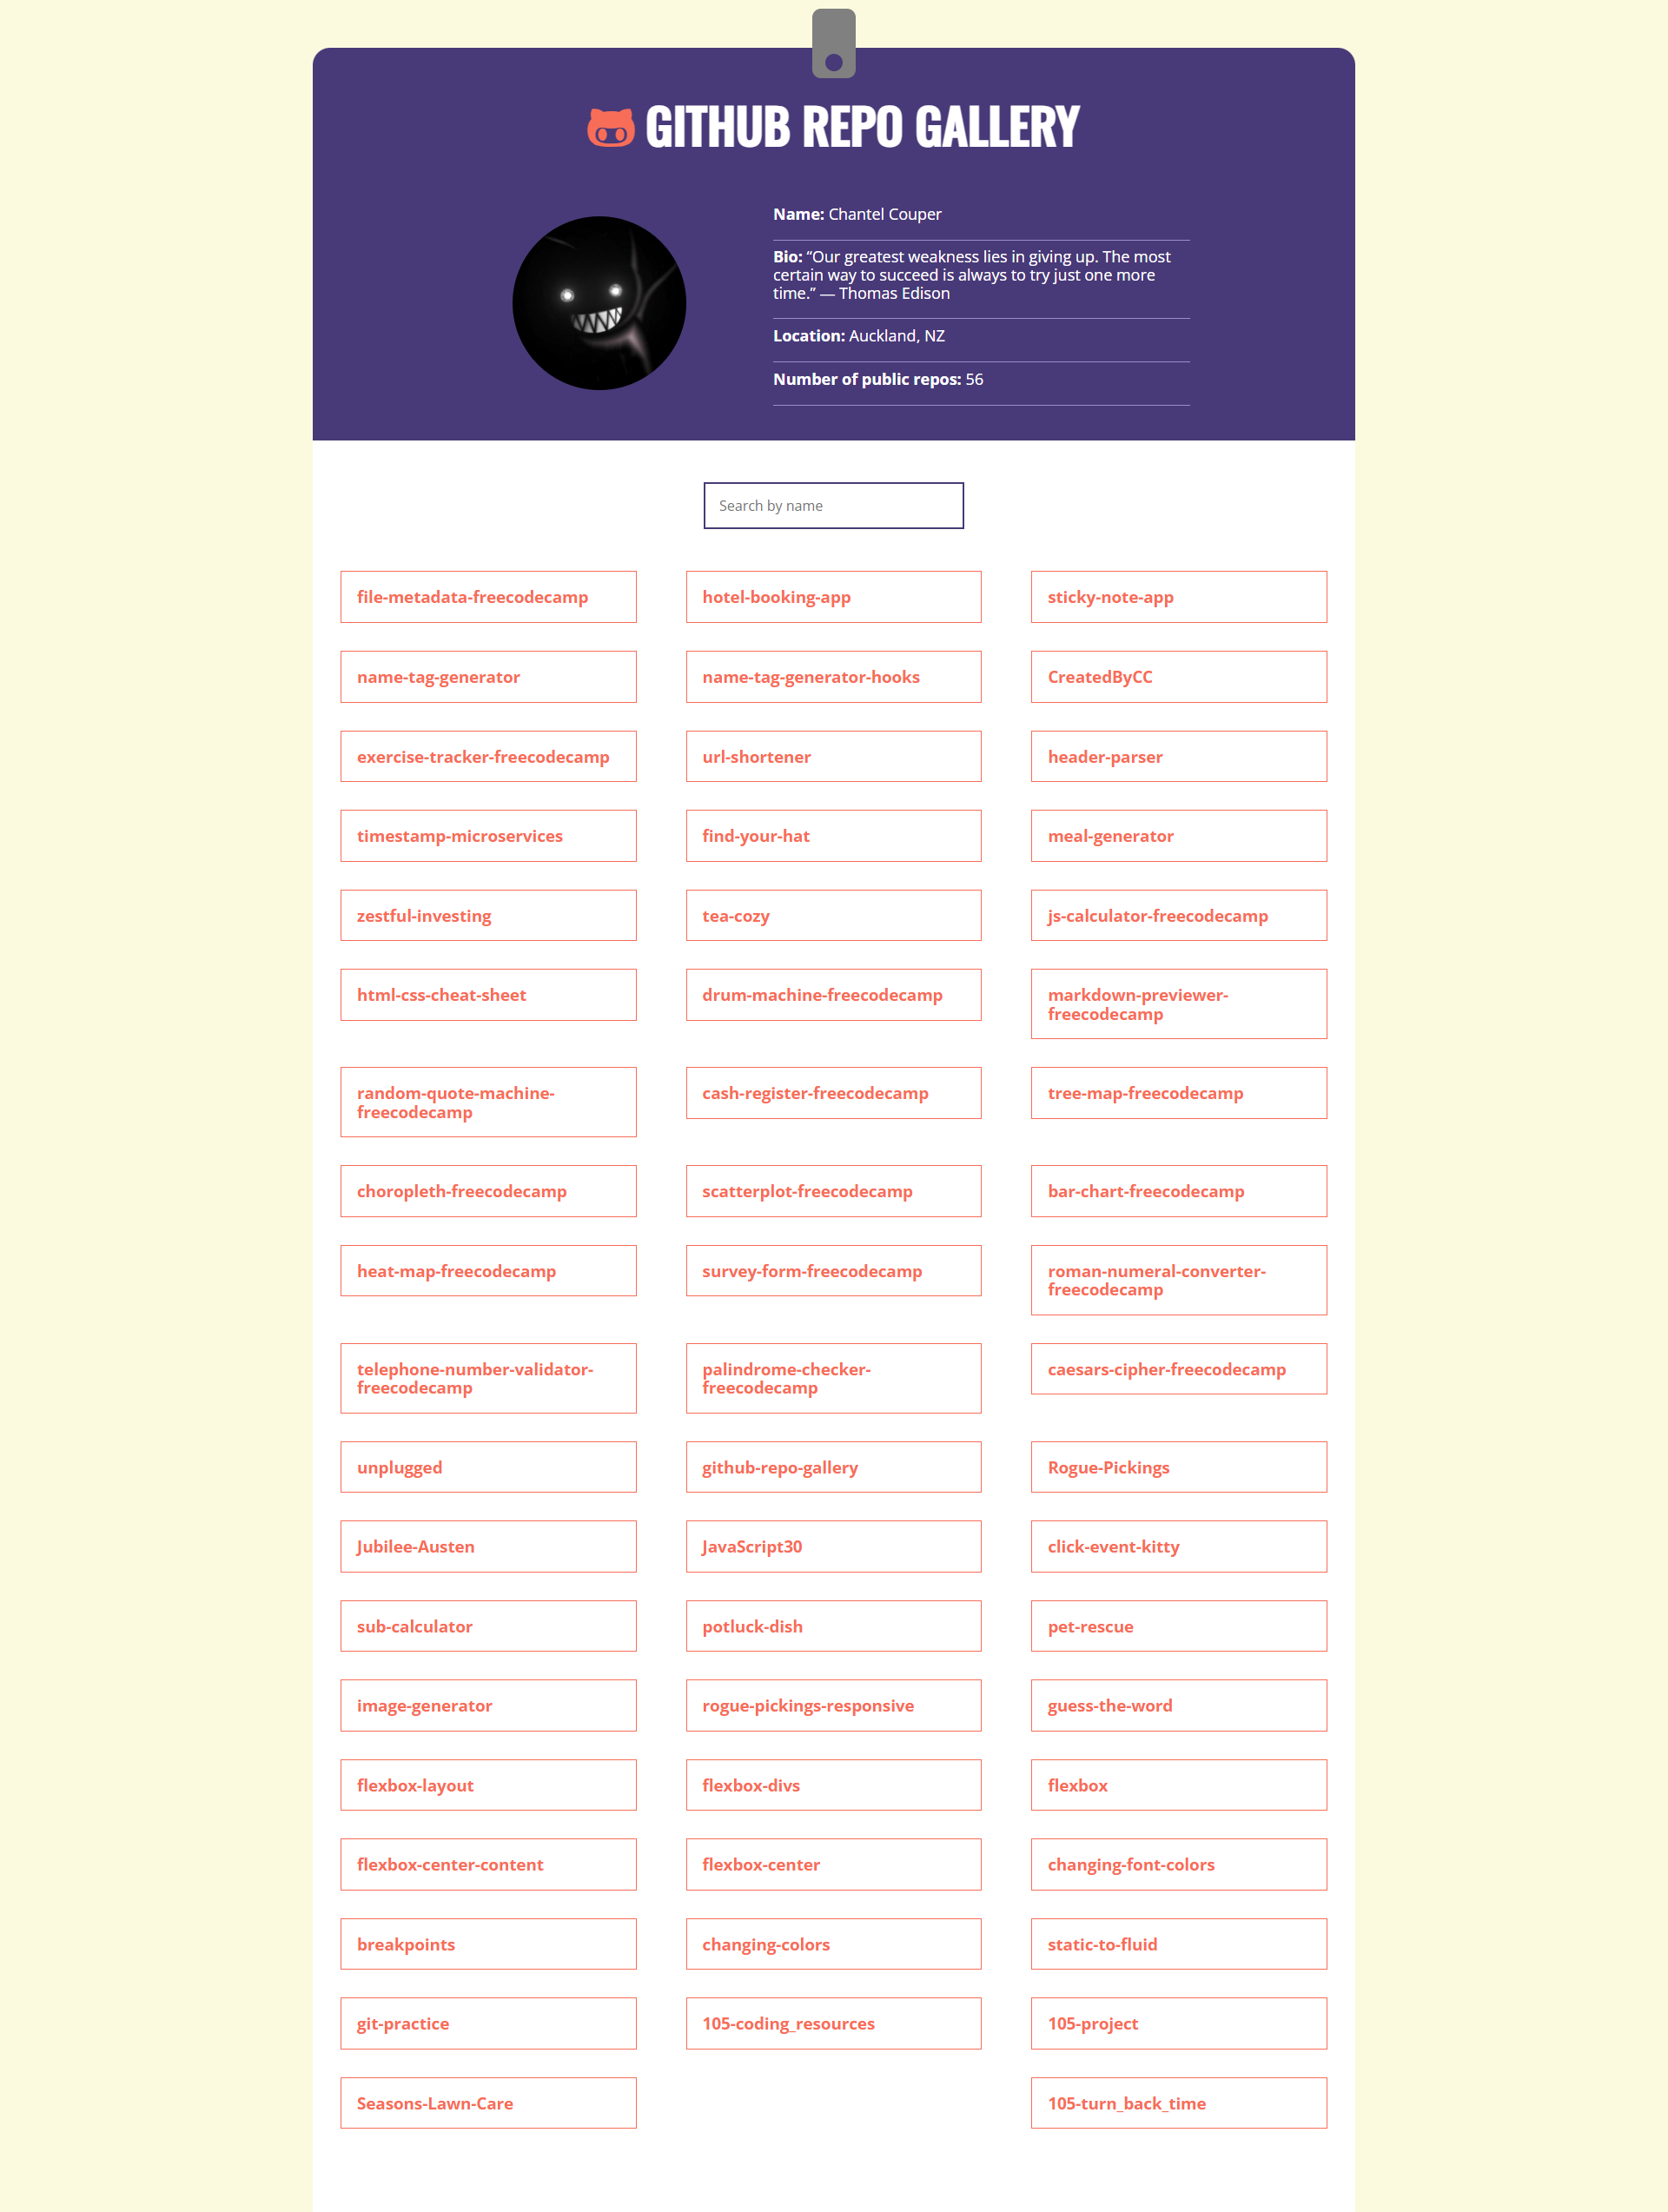 GITHUB REPO GALLERY
Name: Chantel Couper
Bio: “Our greatest weakness lies in giving up. The most
certain way to succeed is always to try just one more
time.” — Thomas Edison
Location: Auckland, NZ
Number of public repos: 56
Search by name
file-metadata-freecodecamp
hotel-booking-app
sticky-note-app
name-tag-generator
name-tag-generator-hooks
CreatedByCC
exercise-tracker-freecodecamp
url-shortener
header-parser
timestamp-microservices
find-your-hat
meal-generator
zestful-investing
tea-cozy
js-calculator-freecodecamp
html-css-cheat-sheet
drum-machine-freecodecamp
markdown-previewer-
freecodecamp
random-quote-machine-
freecodecamp
cash-register-freecodecamp
tree-map-freecodecamp
choropleth-freecodecamp
scatterplot-freecodecamp
bar-chart-freecodecamp
heat-map-freecodecamp
survey-form-freecodecamp
roman-numeral-converter-
freecodecamp
telephone-number-validator-
freecodecamp
palindrome-checker-
freecodecamp
caesars-cipher-freecodecamp
unplugged
github-repo-gallery
Rogue-Pickings
Jubilee-Austen
JavaScript30
click-event-kitty
sub-calculator
potluck-dish
pet-rescue
image-generator
rogue-pickings-responsive
guess-the-word
flexbox-layout
flexbox-divs
flexbox
flexbox-center-content
flexbox-center
changing-font-colors
breakpoints
changing-colors
static-to-fluid
git-practice
105-coding_resources
105-project
Seasons-Lawn-Care
105-turn_back_time